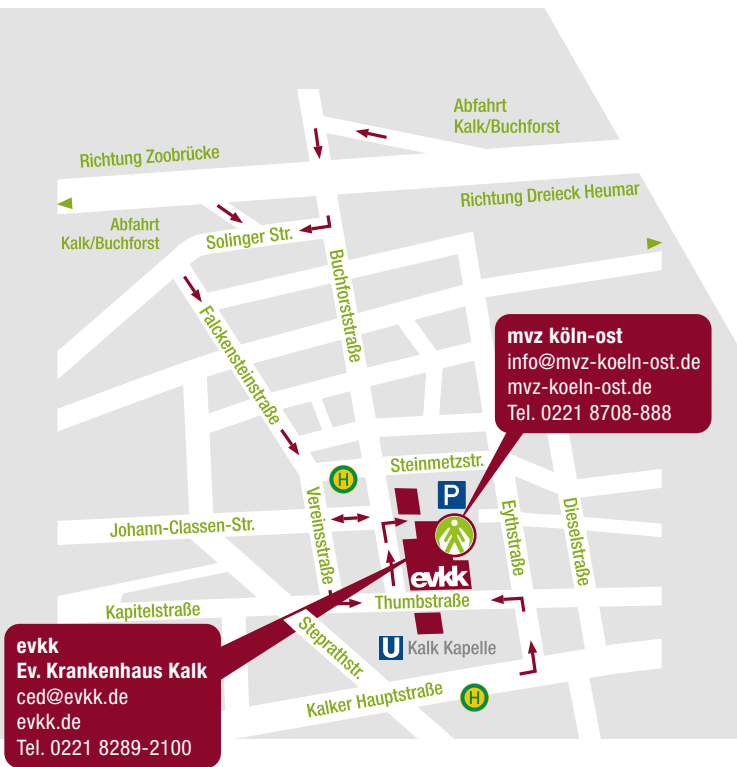 Abfahrt
Kalk/Buchforst
Richtung Zoobrücke
Richtung Dreieck Heumar
Abfahrt
Kalk/Buchforst
Solinger Str.
Buchforststraße
Falckensteinstraße
mvz köln-ost
info@mvz-koeln-ost.de
mvz-koeln-ost.de
Tel. 0221 8708-888
Steinmetzstr.
H
P
Vereinsstraße
Eythstraße
Dieselstraße
Johann-Classen-Str.
evkk
Kapitelstraße
Thumbstraße
Steprathstr.
U Kalk Kapelle
evkk
Ev. Krankenhaus Kalk
ced@evkk.de
evkk.de
Tel. 0221 8289-2100
Kalker Hauptstraße
H